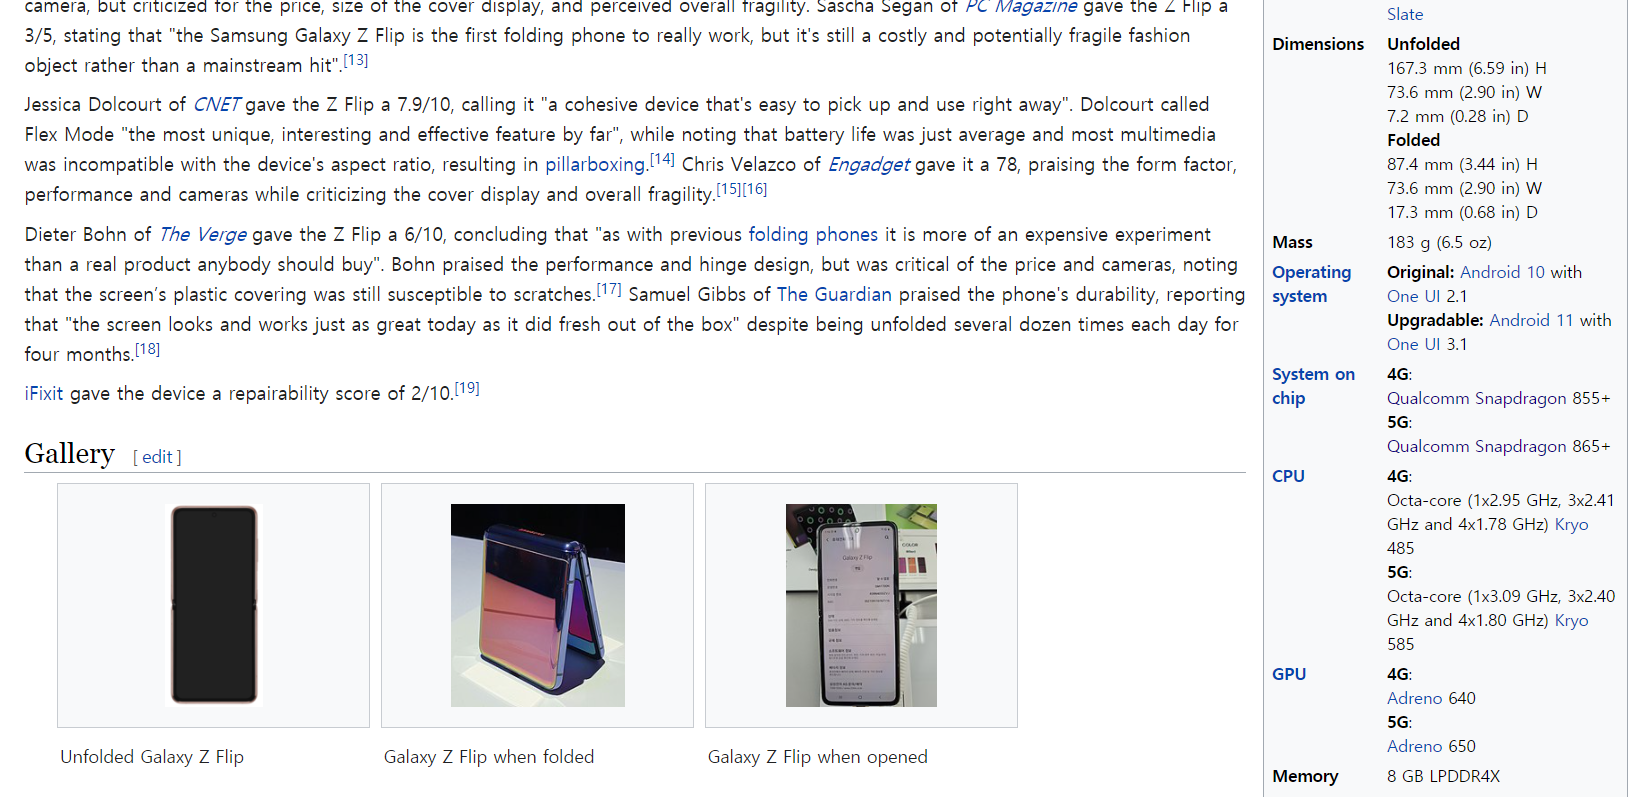 camera, but criticized for the price, size of the cover display, and perceived overall fragility. Sascha Segan of PC Magazine gave the Z Flip a
3/5, stating that "the Samsung Galaxy Z Flip is the first folding phone to really work, but it's still a costly and potentially fragile fashion
object rather than a mainstream hit".[13]
Jessica Dolcourt of CNET gave the Z Flip a 7.9/10, calling it "a cohesive device that's easy to pick up and use right away". Dolcourt called
Flex Mode "the most unique, interesting and effective feature by far", while noting that battery life was just average and most multimedia
was incompatible with the device's aspect ratio, resulting in pillarboxing.[14] Chris Velazco of Engadget gave it a 78, praising the form factor,
performance and cameras while criticizing the cover display and overall fragility.[15][16]
Dieter Bohn of The Verge gave the Z Flip a 6/10, concluding that "as with previous folding phones it is more of an expensive experiment
than a real product anybody should buy". Bohn praised the performance and hinge design, but was critical of the price and cameras, noting
that the screen’s plastic covering was still susceptible to scratches.[17] Samuel Gibbs of The Guardian praised the phone's durability, reporting
that "the screen looks and works just as great today as it did fresh out of the box" despite being unfolded several dozen times each day for
four months.[18]
iFixit gave the device a repairability score of 2/10.[19]
Gallery [ edit ]
COLOR
Galaxy Z Flip
Unfolded Galaxy Z Flip
Galaxy Z Flip when folded
Galaxy Z Flip when opened
Slate
Dimensions Unfolded
167.3 mm (6.59 in) H
73.6 mm (2.90 in) W
7.2 mm (0.28 in) D
Folded
87.4 mm (3.44 in) H
73.6 mm (2.90 in) W
17.3 mm (0.68 in) D
Mass 183 g (6.5 oz)
Operating system Original: Android 10 with
One UI 2.1
Upgradable: Android 11 with
One UI 3.1
System on chip 4G:
Qualcomm Snapdragon 855+
5G:
Qualcomm Snapdragon 865+
CPU 4G:
Octa-core (1x2.95 GHz, 3x2.41
GHz and 4x1.78 GHz) Kryo
485
5G:
Octa-core (1x3.09 GHz, 3x2.40
GHz and 4x1.80 GHz) Kryo
585
GPU 4G:
Adreno 640
5G:
Adreno 650
Memory 8 GB LPDDR4X